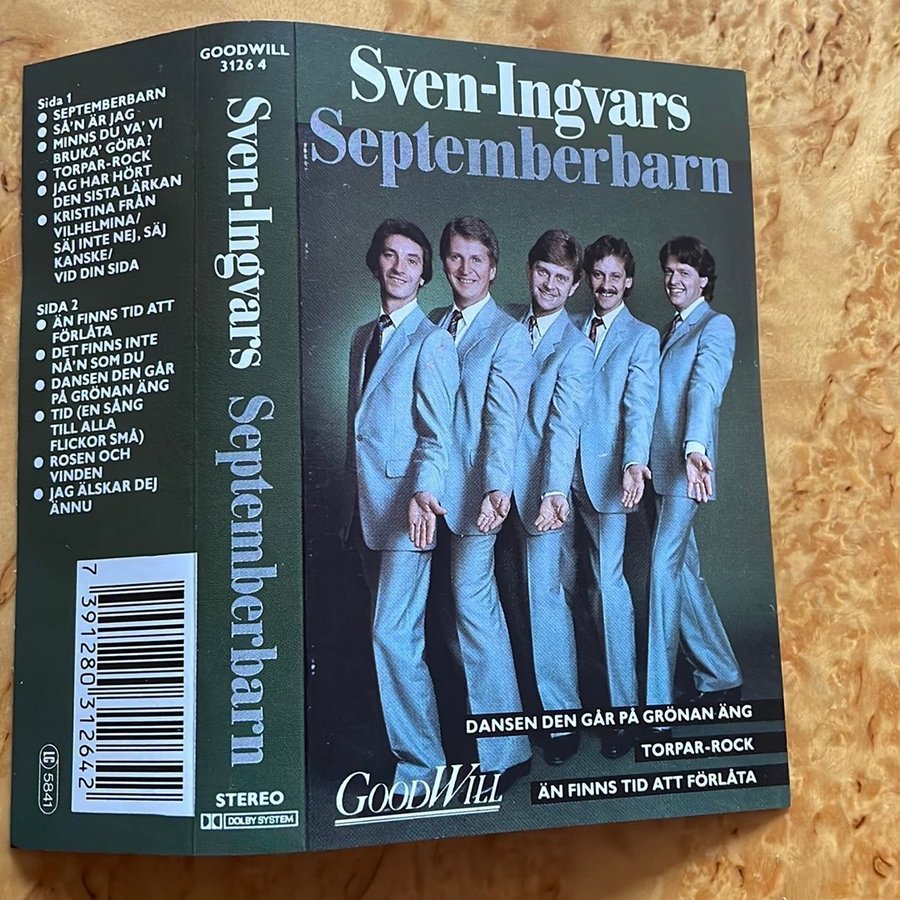 Sida 1
● SEPTEMBERBARN
● SÅ'N ÄR JAG
● MINNS DU VA' VI
BRUKA' GÖRA?
● TORPAR-ROCK
● JAG HAR HÖRT
DEN SISTA LÄRKAN
● KRISTINA FRÅN
VILHELMINA/
SÄJ INTE NEJ, SÄJ
KANSKE/
VID DIN SIDA
SIDA 2
● ÄN FINNS TID ATT
FÖRLÅTA
● DET FINNS INTE
NÅ'N SOM DU
● DANSEN DEN GÅR
PÅ GRÖNAN ÄNG
● TID (EN SÅNG
TILL ALLA
FLICKOR SMÅ)
● ROSEN OCH
VINDEN
● JAG ÄLSKAR DEJ
ÄNNU
7 391280 312642
LC 5841
GOODWILL
3126 4
Sven-Ingvars Septemberbarn
STEREO
DOLBY SYSTEM
Sven-Ingvars
Septemberbarn
DANSEN DEN GÅR PÅ GRÖNAN ÄNG
TORPAR-ROCK
ÄN FINNS TID ATT FÖRLÅTA
GOODWILL